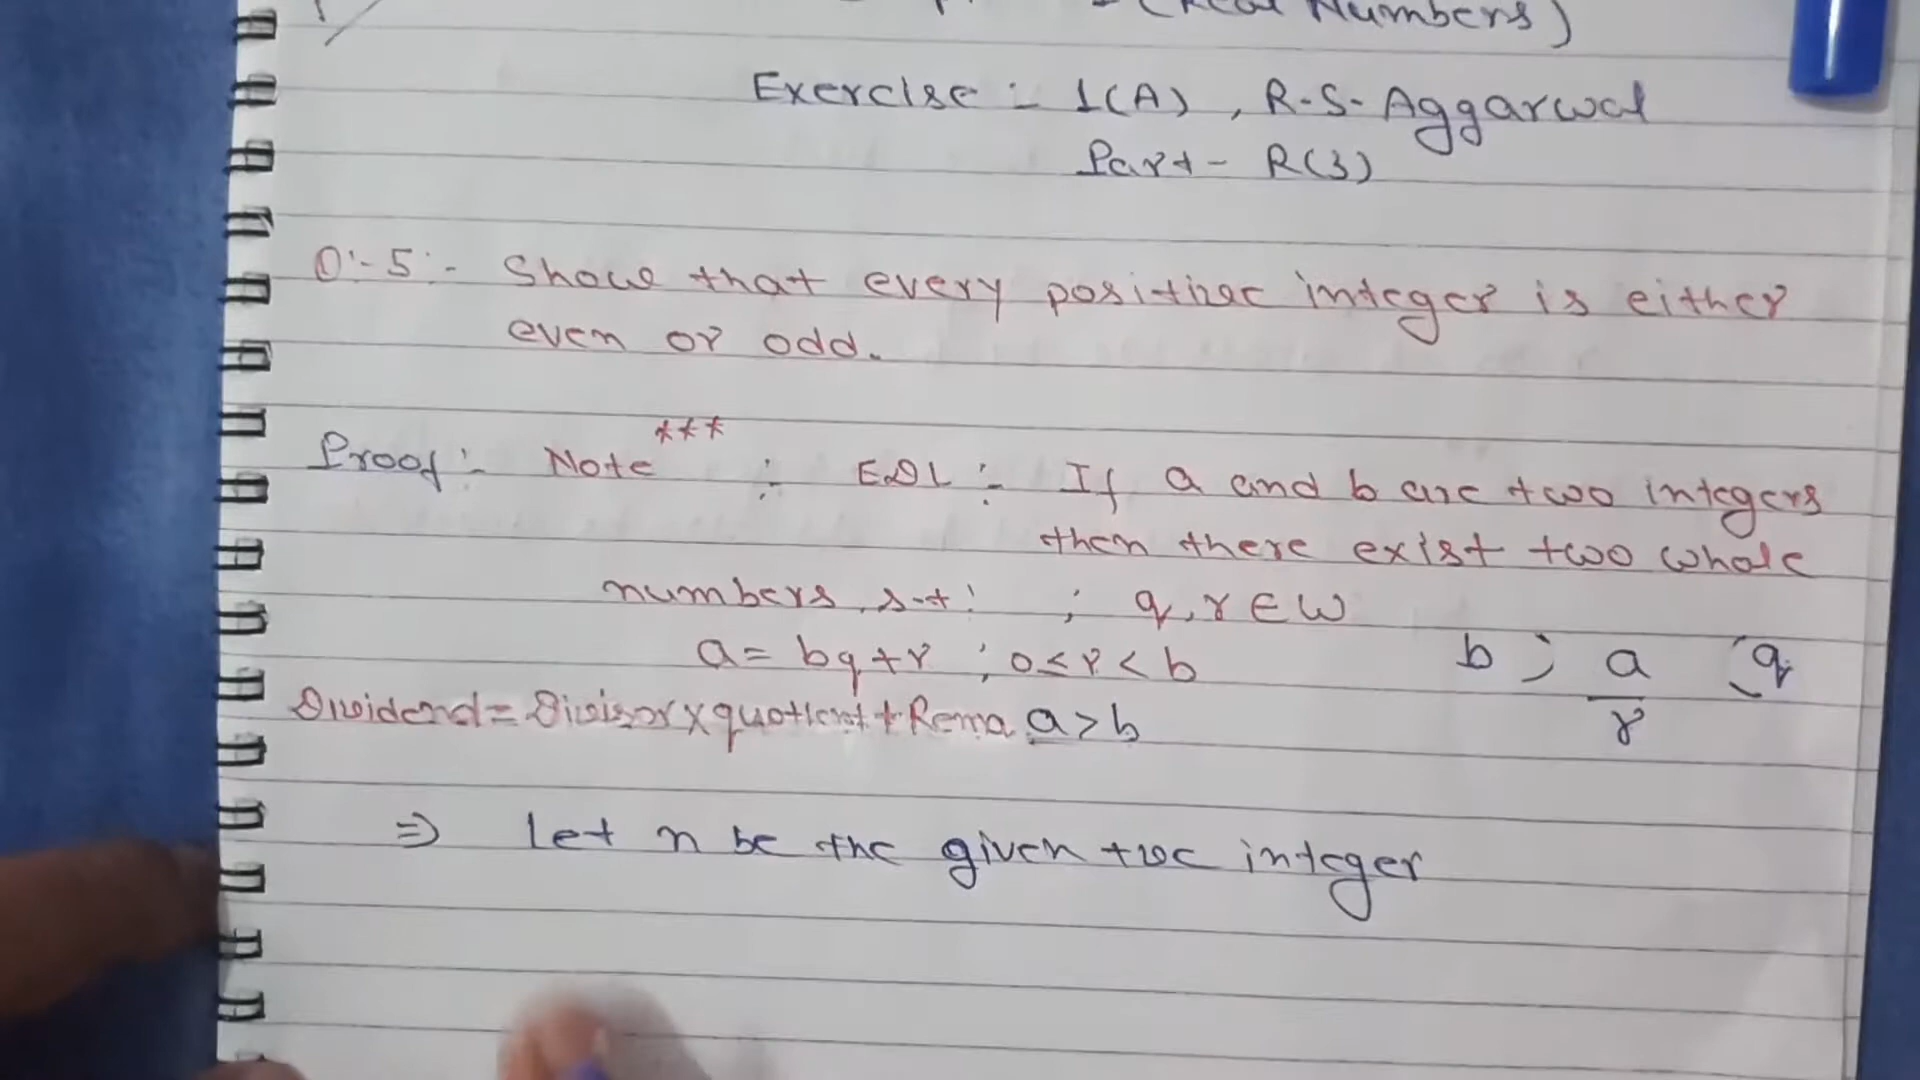 (Real Numbers)
Exercise :- 1(A), R-S-Aggarwal
Part - R(3)
Q:-5:- Show that every positive integer is either
even or odd.
Proof:- Note *** :- EDL :- If a and b are two integers
then there exist two whole
numbers, s-t: ; q, r ∈ W
a = bq + r ; 0 ≤ r < b
b ) a ( q
Dividend = Divisor x quotient + Rema a > b
r
⇒ Let n be the given +ve integer